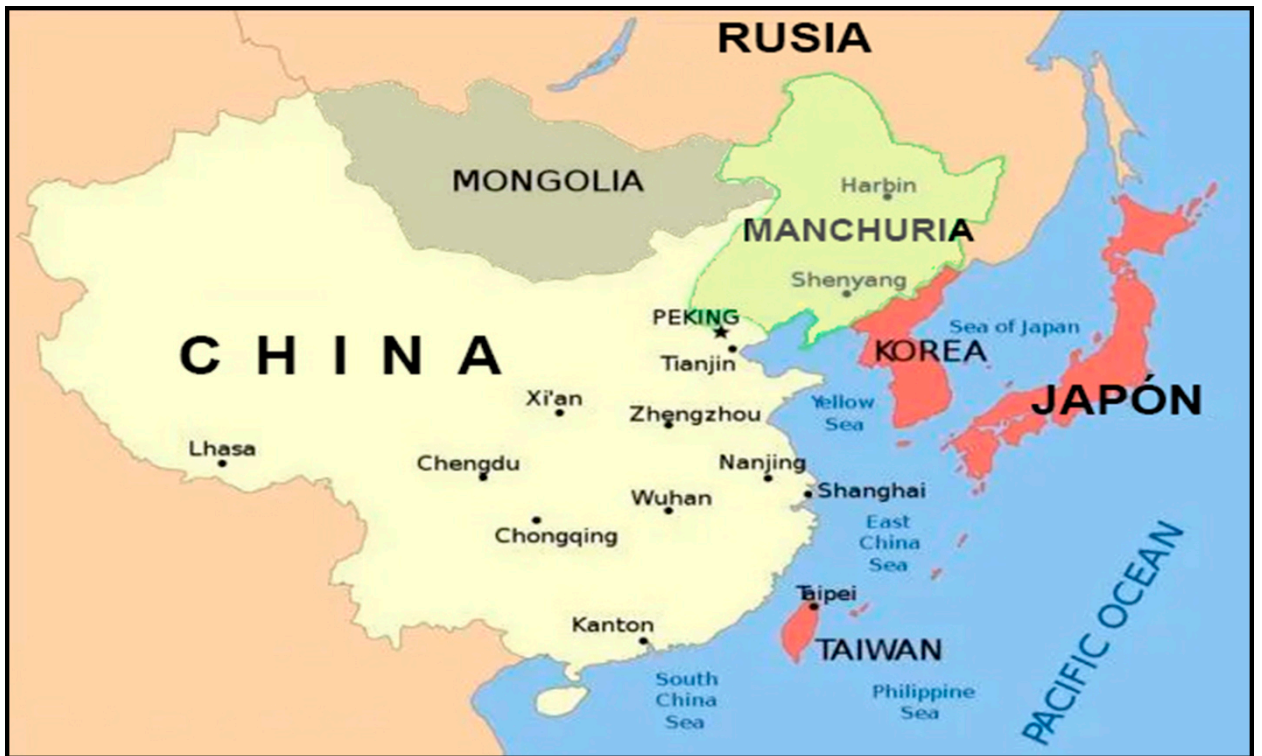 RUSIA
MONGOLIA
Harbin
MANCHURIA
Shenyang
PEKING
Tianjin
Sea of Japan
KOREA
CHINA
JAPÓN
Xi'an
Zhengzhou
Yellow
Sea
Lhasa
Chengdu
Nanjing
Wuhan
Shanghai
Chongqing
East
China
Sea
Taipei
Kanton
TAIWAN
South
China
Sea
Philippine
Sea
PACIFIC OCEAN